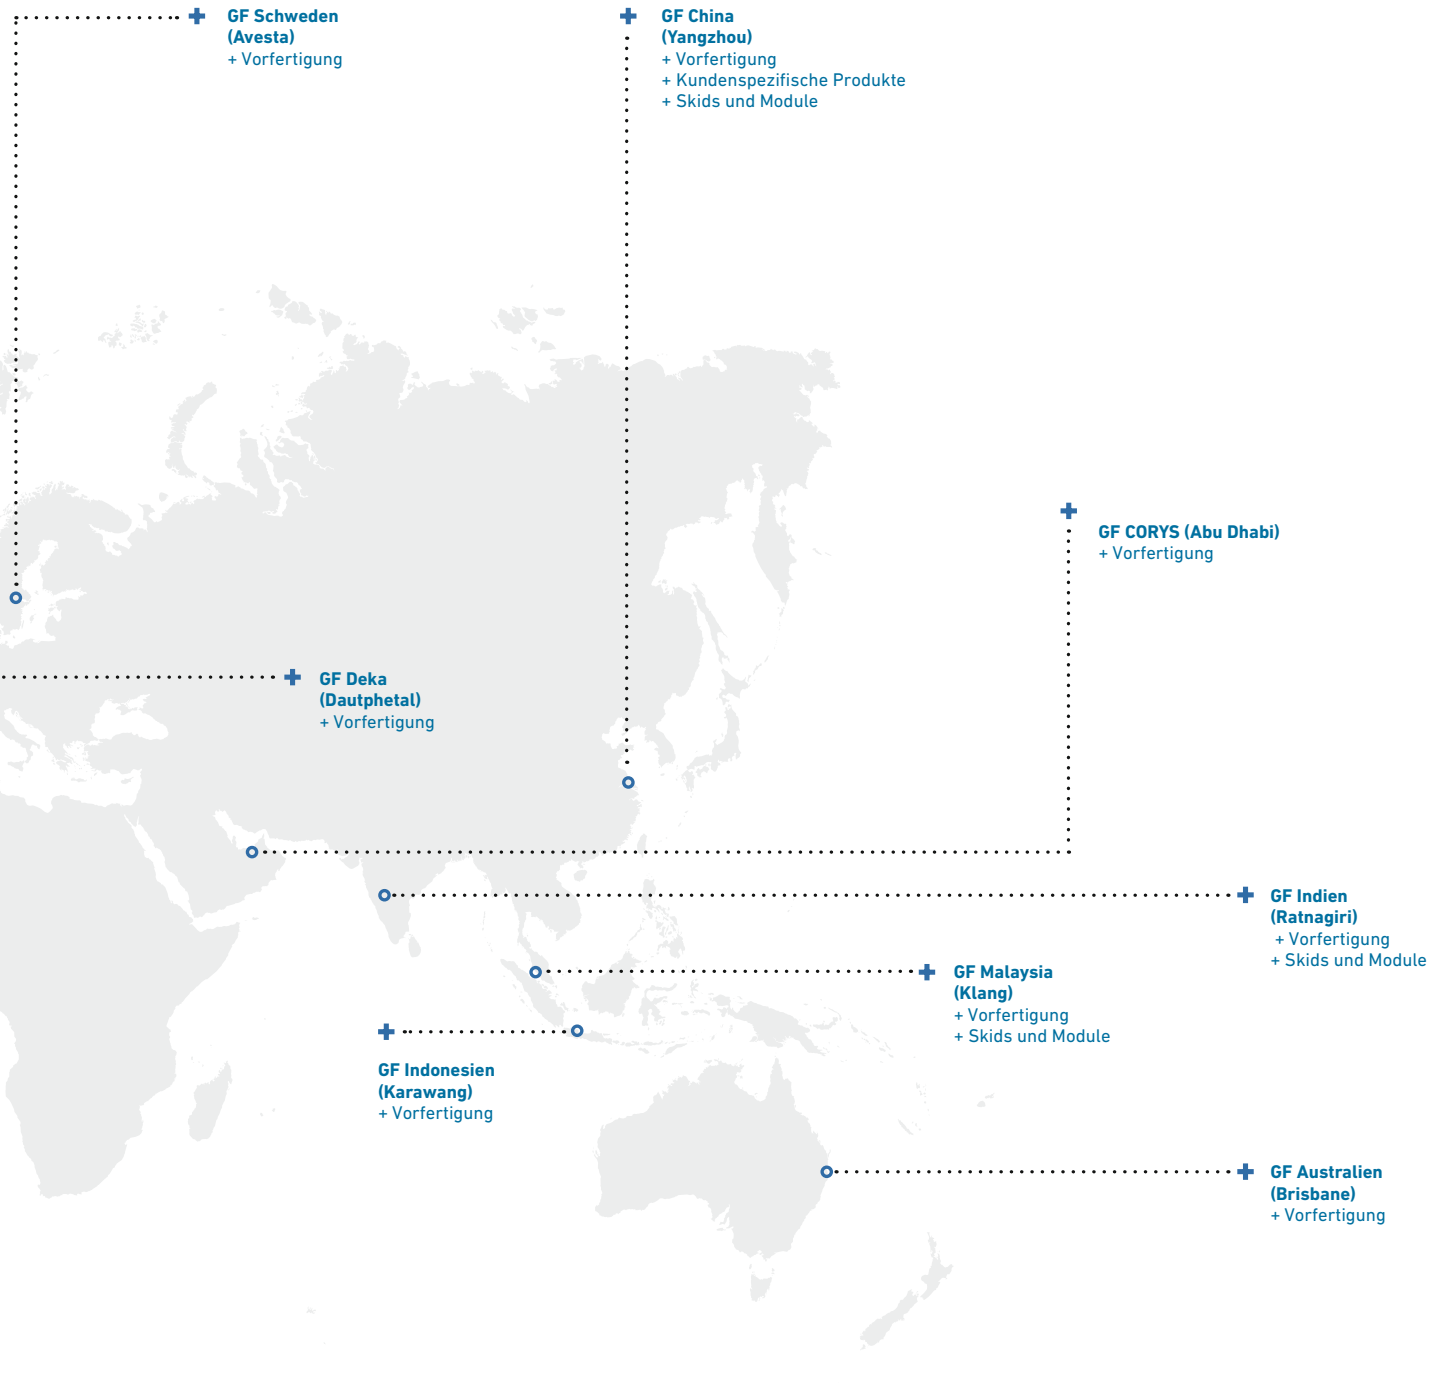 GF Schweden
(Avesta)
+ Vorfertigung
GF China
(Yangzhou)
+ Vorfertigung
+ Kundenspezifische Produkte
+ Skids und Module
GF CORYS (Abu Dhabi)
+ Vorfertigung
GF Deka
(Dautphetal)
+ Vorfertigung
GF Indien
(Ratnagiri)
+ Vorfertigung
+ Skids und Module
GF Malaysia
(Klang)
+ Vorfertigung
+ Skids und Module
GF Indonesien
(Karawang)
+ Vorfertigung
GF Australien
(Brisbane)
+ Vorfertigung